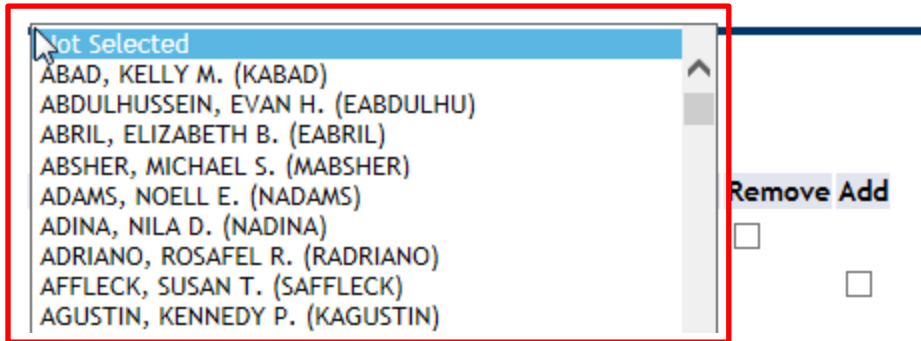 Not Selected
ABAD, KELLY M. (KABAD)
ABDULHUSSEIN, EVAN H. (EABDULHU)
ABRIL, ELIZABETH B. (EABRIL)
ABSHER, MICHAEL S. (MABSHER)
ADAMS, NOELL E. (NADAMS)
ADINA, NILA D. (NADINA)
ADRIANO, ROSAFEL R. (RADRIANO)
AFFLECK, SUSAN T. (SAFFLECK)
AGUSTIN, KENNEDY P. (KAGUSTIN)
Remove Add